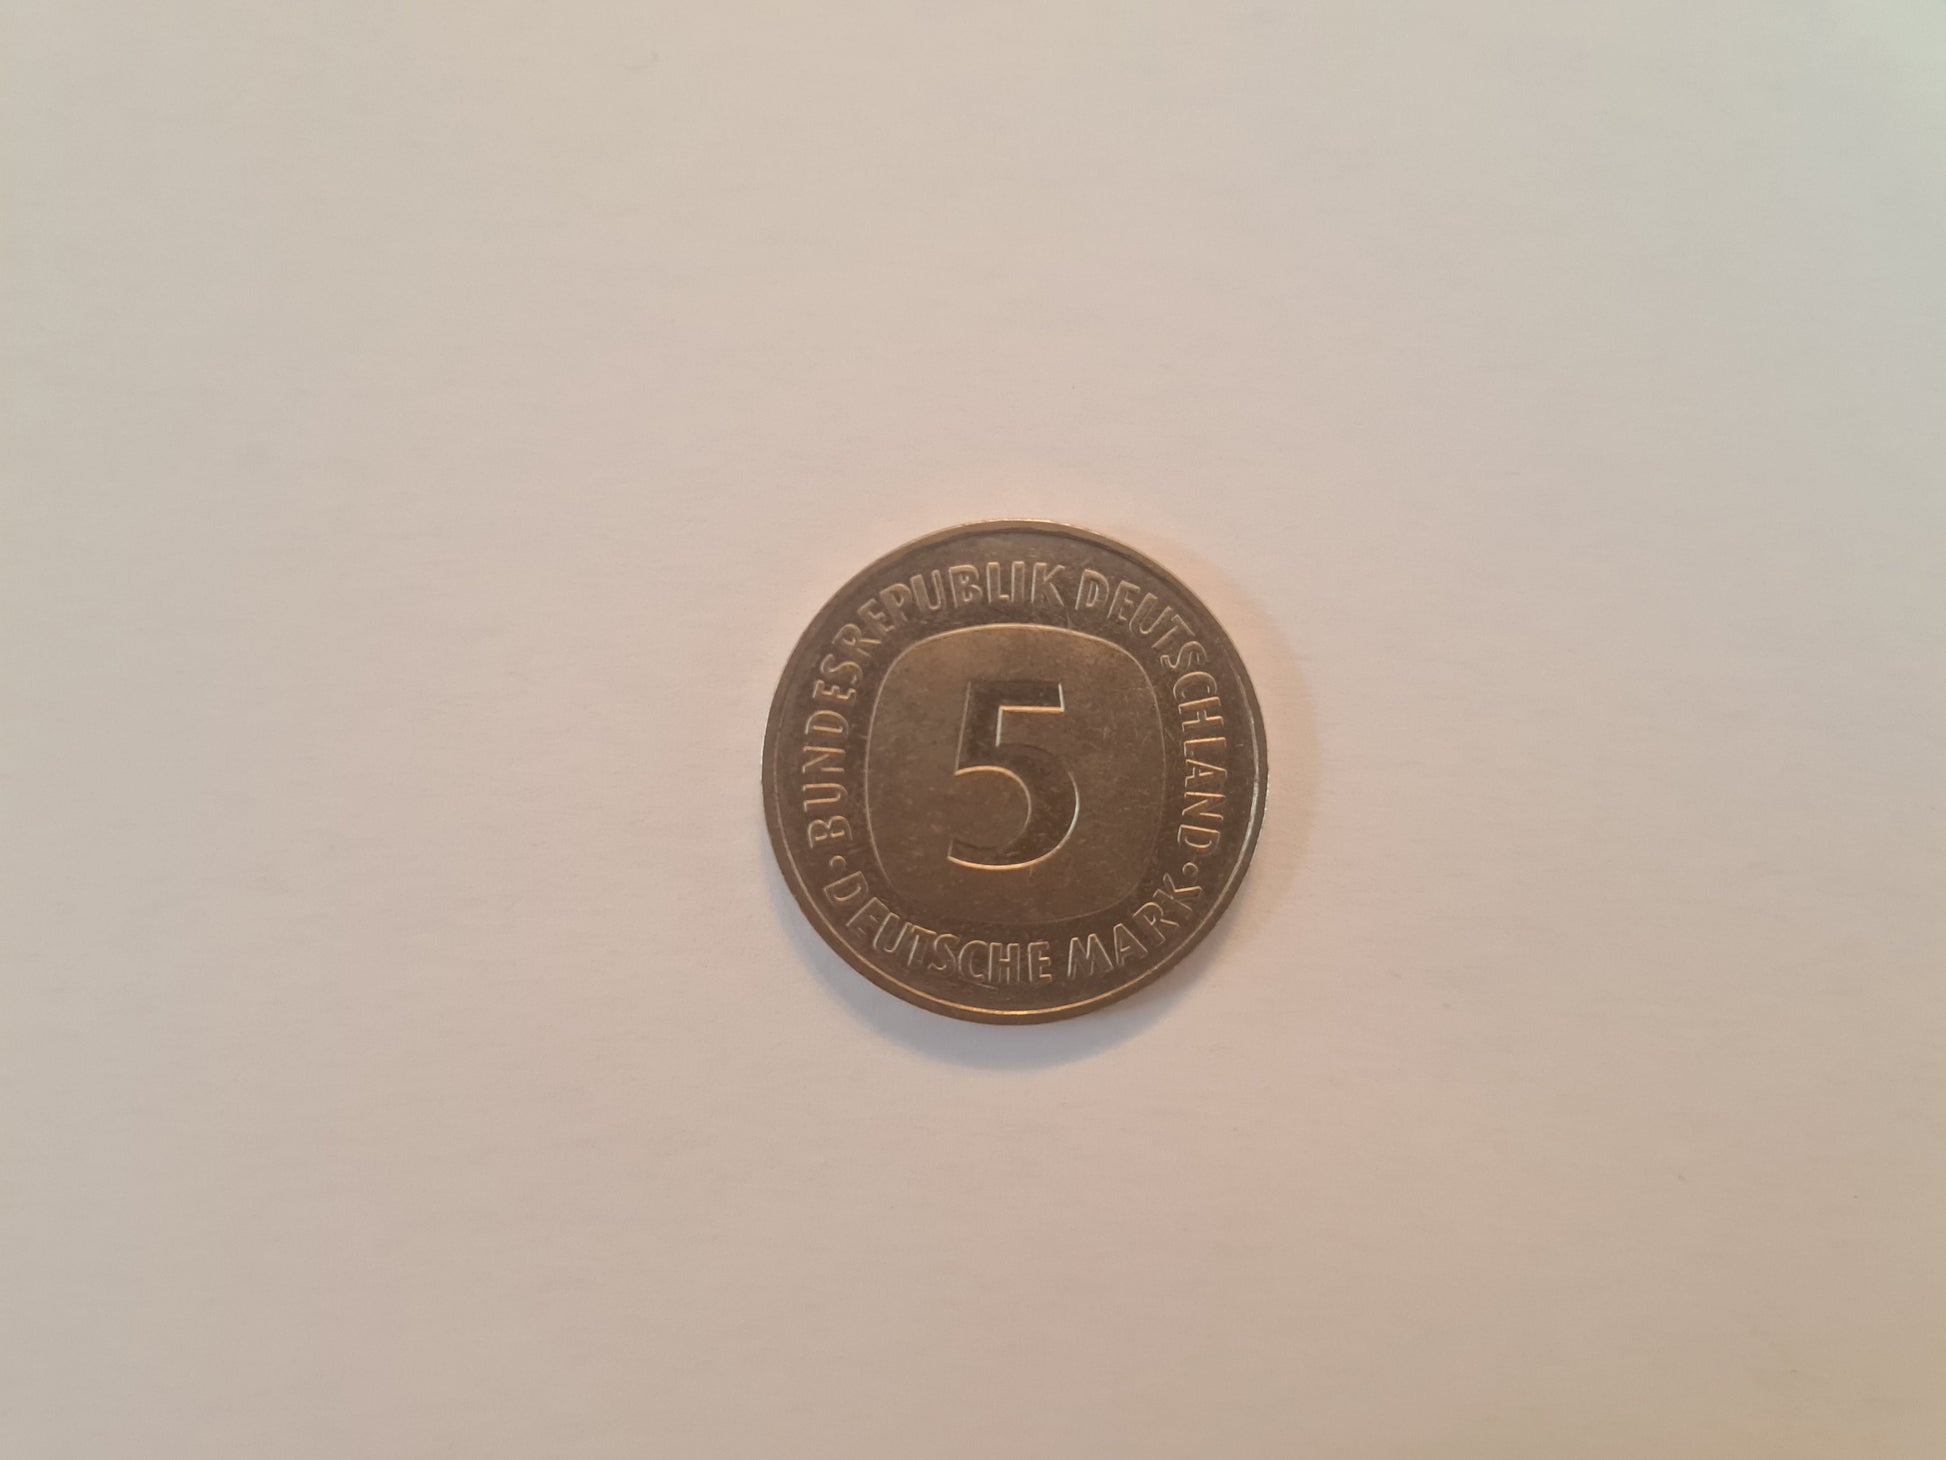 BUNDESREPUBLIK DEUTSCHLAND
5
• DEUTSCHE MARK •